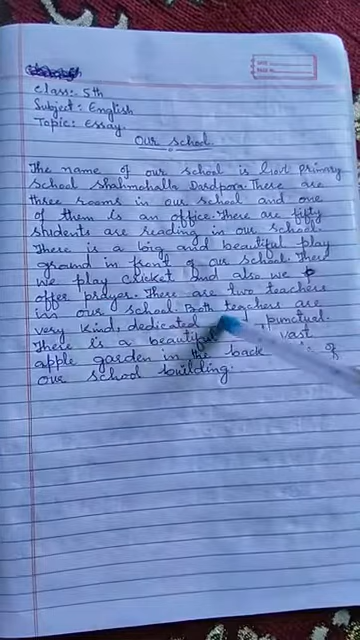 DATE
PAGE NO.
Class:- 5th
Subject: English
Topic: Essay.
Our School
The name of our school is Govt Primary
School Shahmohalla Dardpora. There are
three rooms in our school and one
of them is an office. There are fifty
students are reading in our school.
There is a big and beautiful play
ground in front of our school. There
we play cricket and also we
offer prayer. There are two teachers
in our school. Both teachers are
very kind, dedicated punctual.
There is a beautiful vast
apple garden in the back of
our school building.